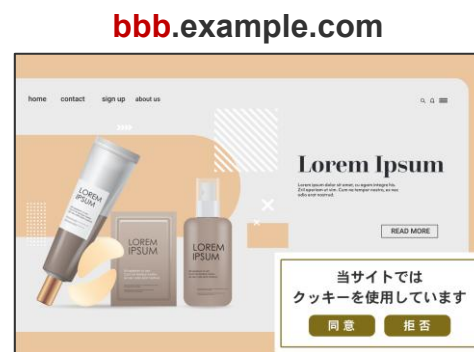 bbb.example.com
home contact sign up about us
Lorem Ipsum
READ MORE
LOREM
IPSUM
LOREM
IPSUM
LOREM
IPSUM
当サイトでは
クッキーを使用しています
同意 拒否